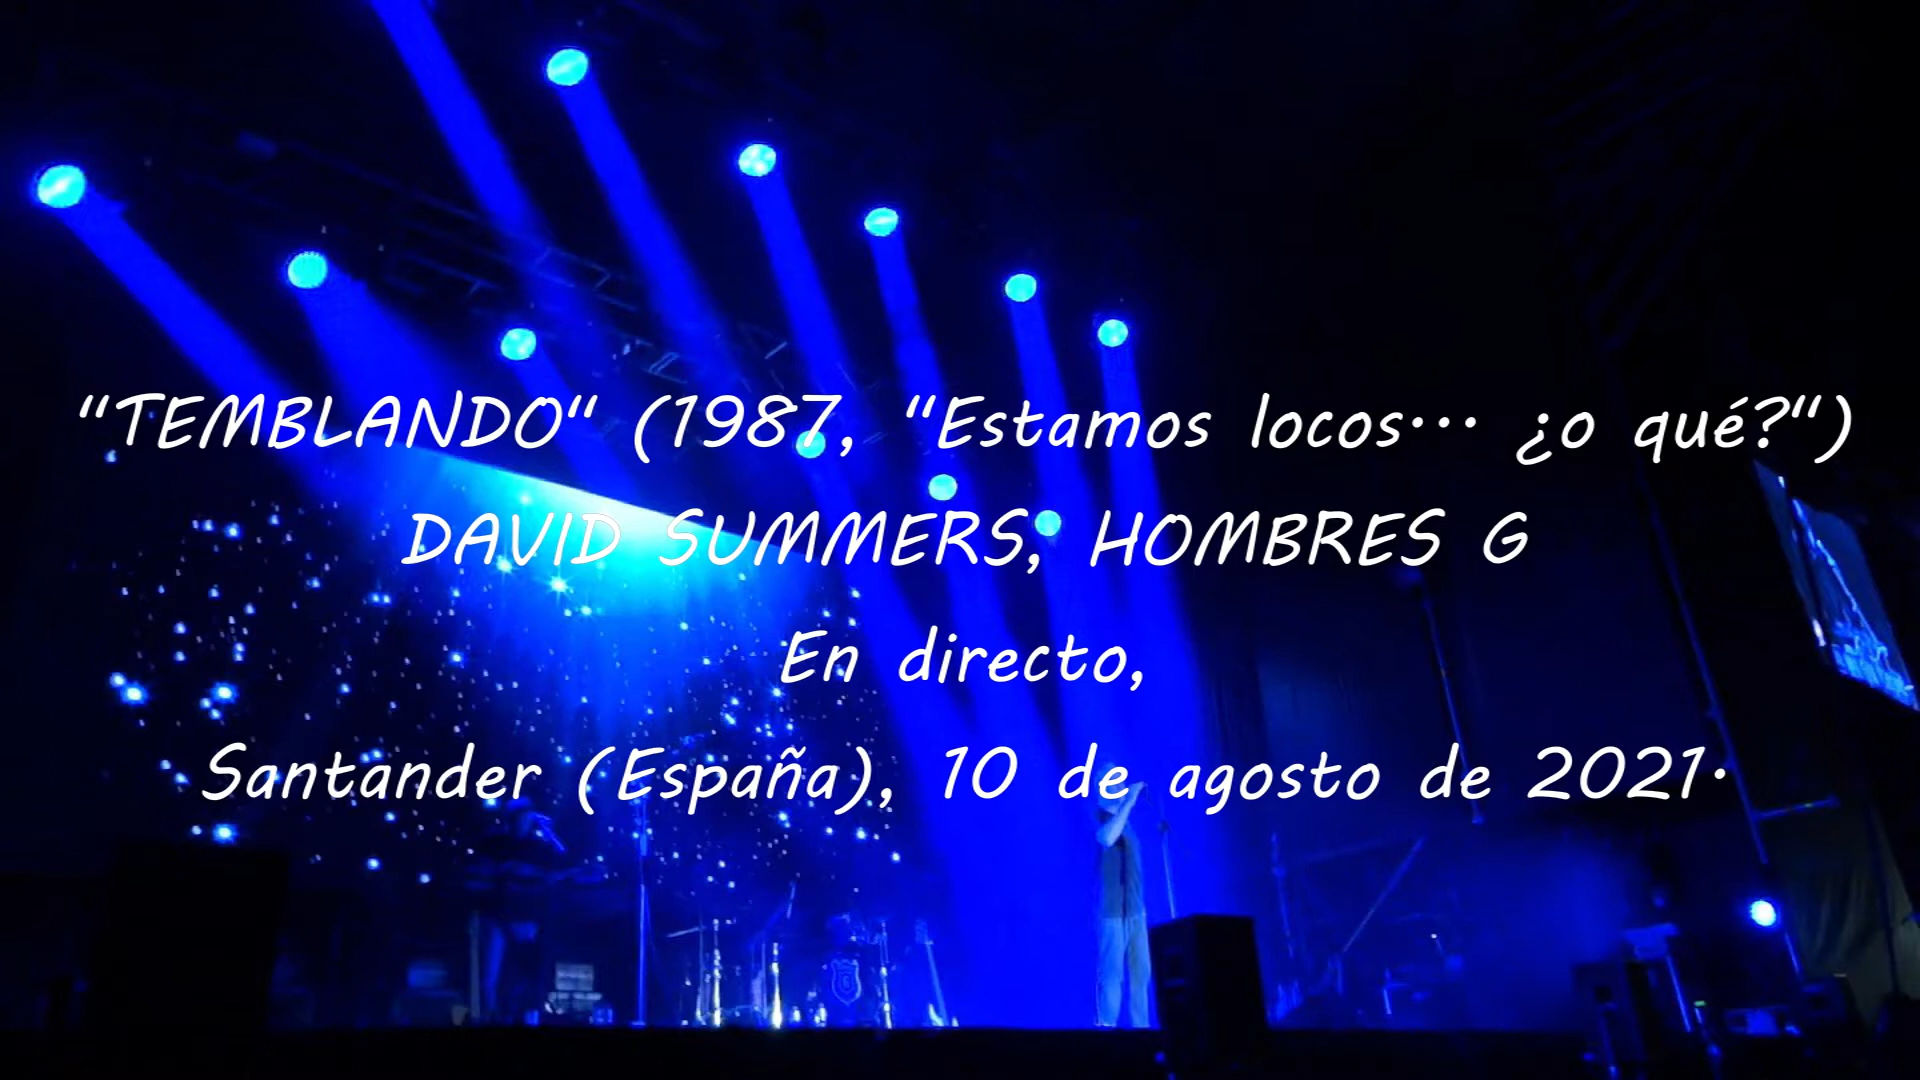 "TEMBLANDO" (1987, "Estamos locos... ¿o qué?")
DAVID SUMMERS, HOMBRES G
En directo,
Santander (España), 10 de agosto de 2021.
G